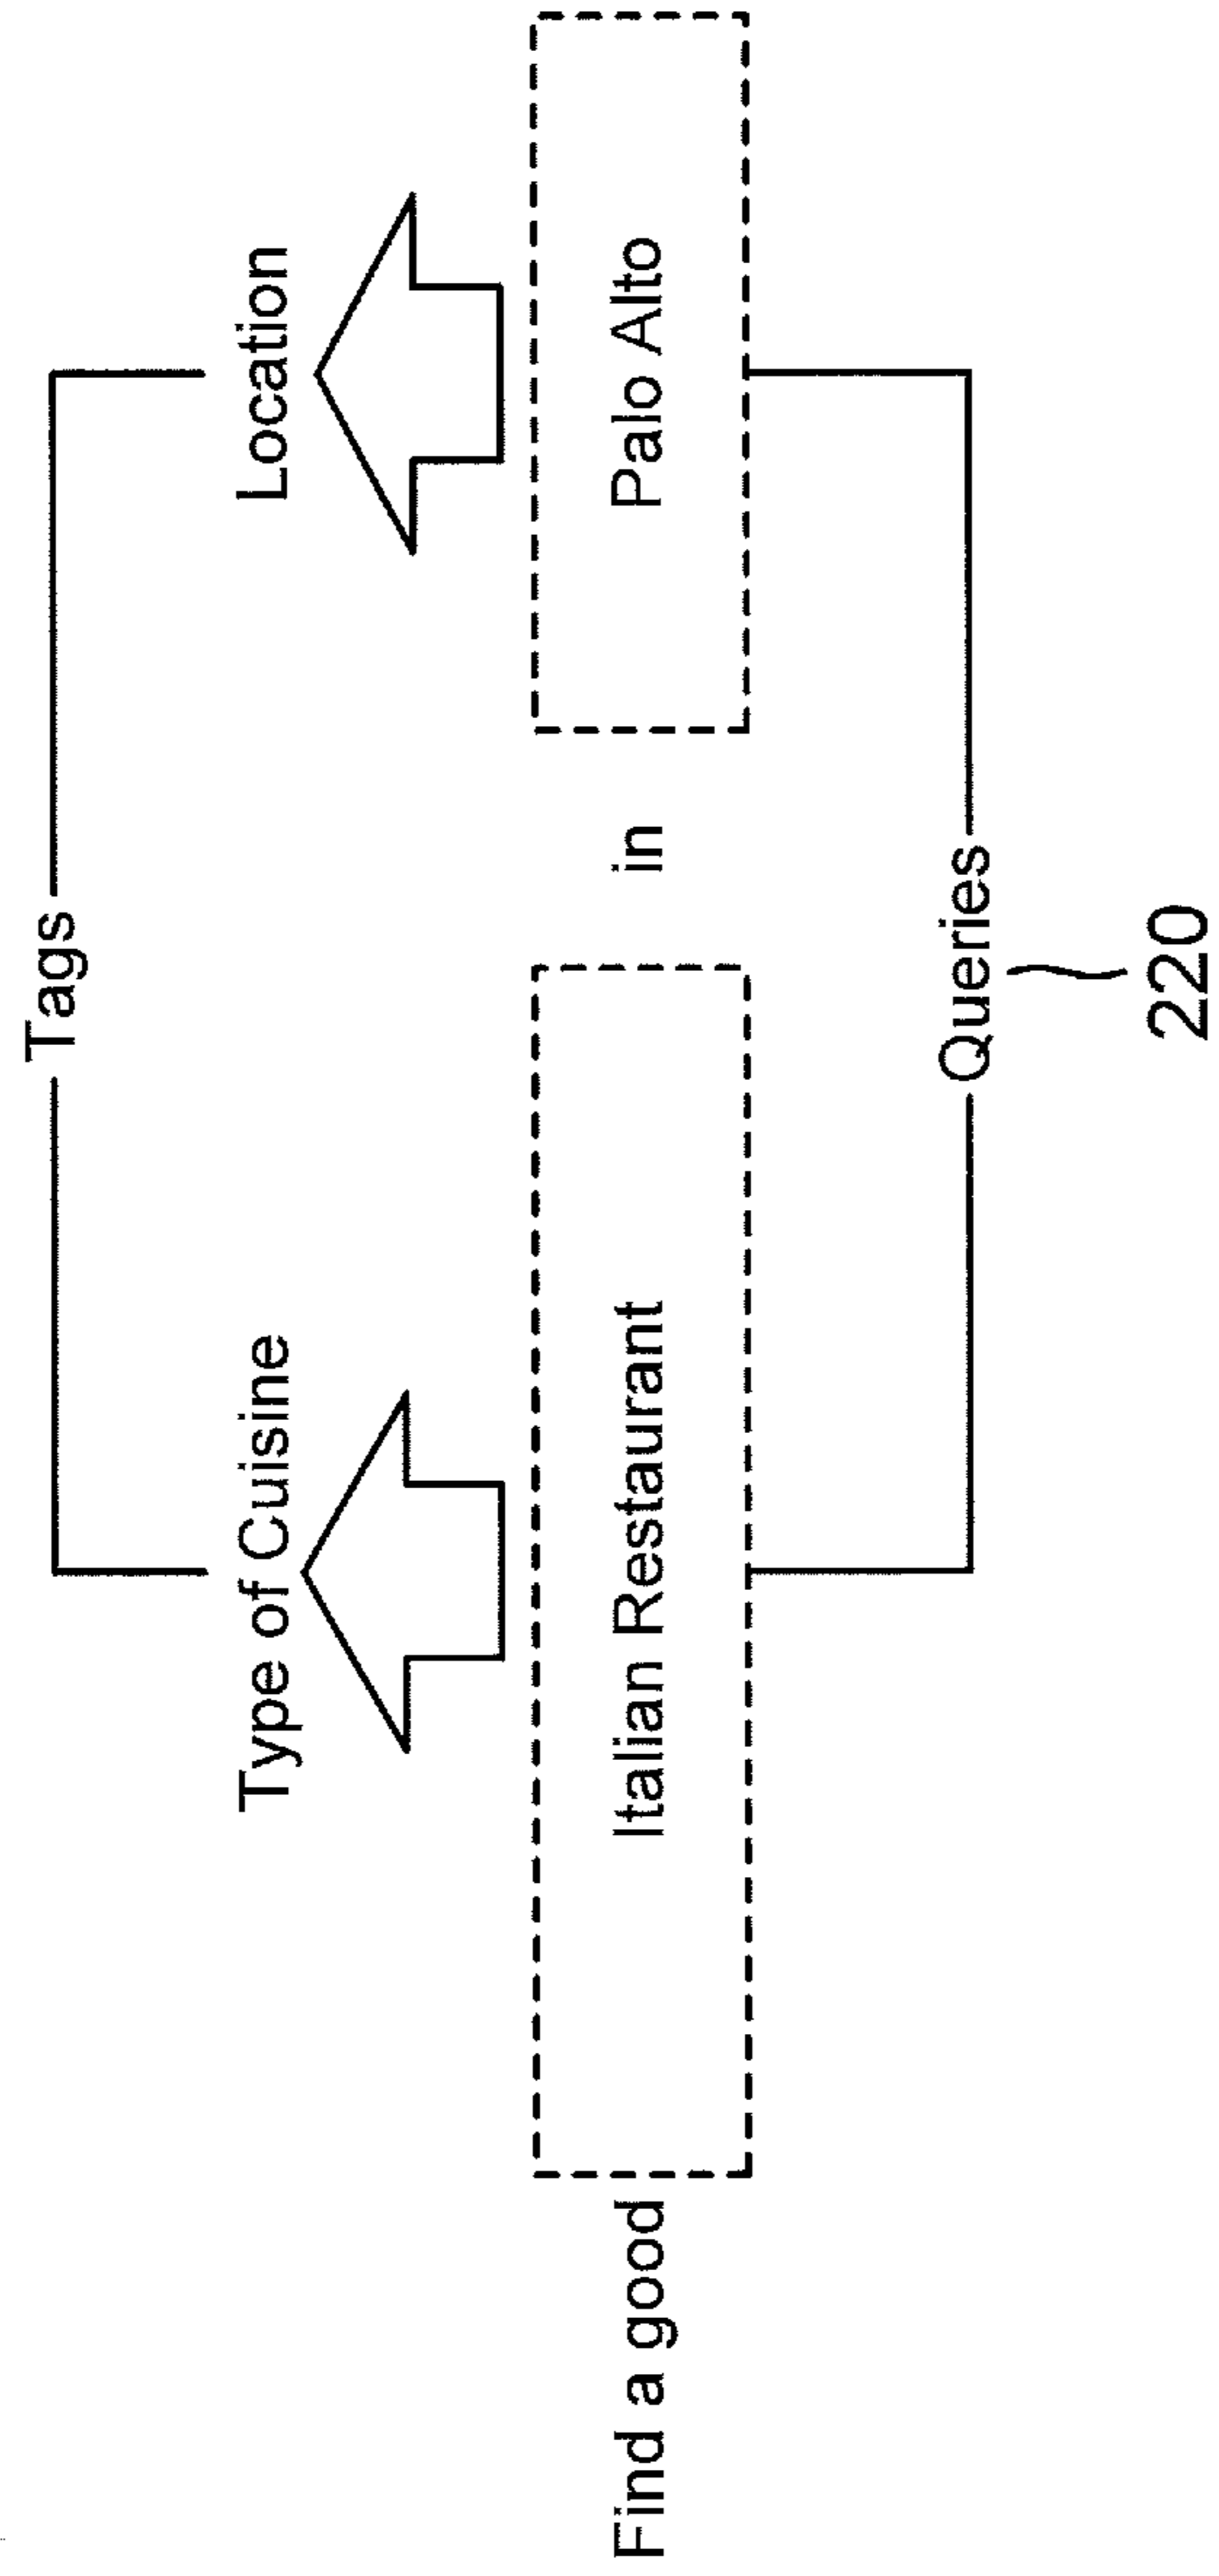 Tags
Type of Cuisine Location
Find a good Italian Restaurant in Palo Alto
Queries
220